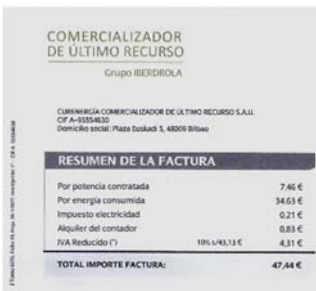 COMERCIALIZADOR
DE ÚLTIMO RECURSO
Grupo IBERDROLA
CURENERGÍA COMERCIALIZADOR DE ÚLTIMO RECURSO S.A.U.
CIF A-95554630
Domicilio social: Plaza Euskadi 5, 48009 Bilbao
RESUMEN DE LA FACTURA
Por potencia contratada 7,46 €
Por energía consumida 34,63 €
Impuesto electricidad 0,21 €
Alquiler del contador 0,83 €
IVA Reducido (*) 10% s/43,13 € 4,31 €
TOTAL IMPORTE FACTURA: 47,44 €